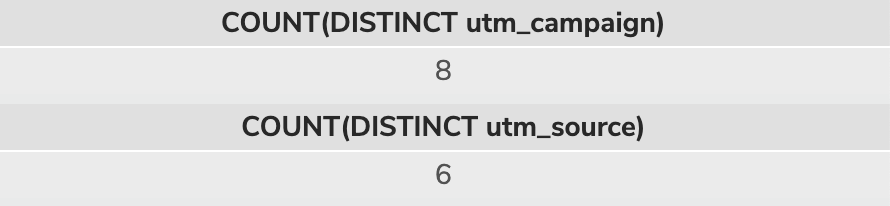 COUNT(DISTINCT utm_campaign)
8
COUNT(DISTINCT utm_source)
6